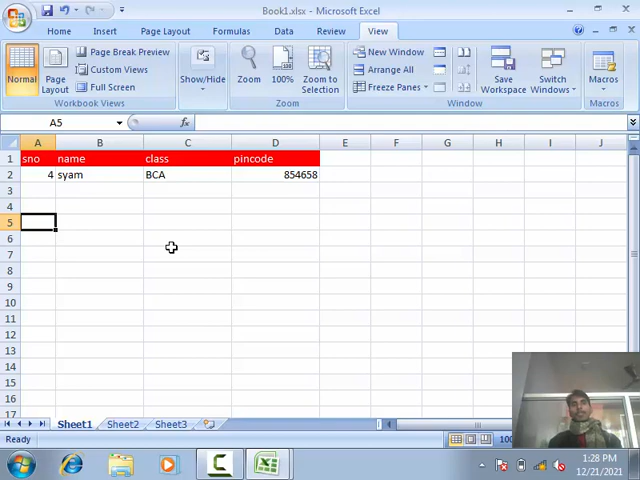 Book1.xlsx - Microsoft Excel
Home Insert Page Layout Formulas Data Review View
Normal Page Layout Page Break Preview Custom Views Full Screen Show/Hide Zoom 100% Zoom to Selection New Window Arrange All Freeze Panes Save Workspace Switch Windows Macros
Workbook Views Zoom Window Macros
A5 fx
A B C D E F G H I J
1 sno name class pincode
2 4 syam BCA 854658
3
4
5
6
7
8
9
10
11
12
13
14
15
16
17
Sheet1 Sheet2 Sheet3
Ready 100
1:28 PM
12/21/2021